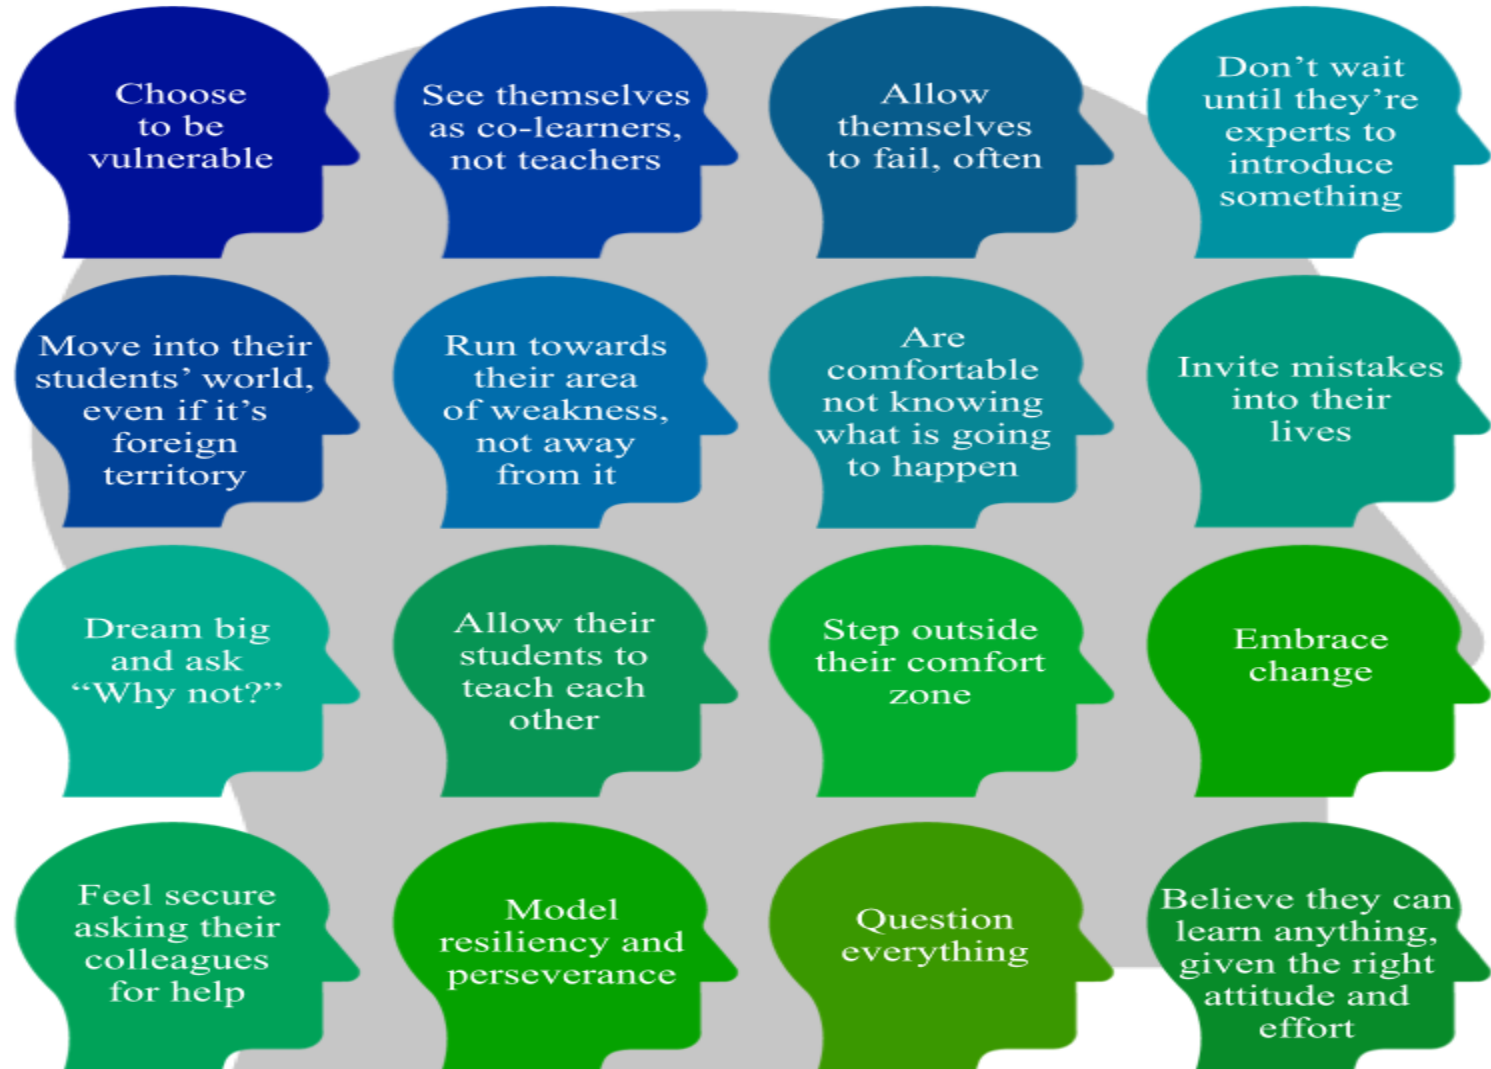 Choose
to be
vulnerable
See themselves
as co-learners,
not teachers
Allow
themselves
to fail, often
Don’t wait
until they’re
experts to
introduce
something
Move into their
students’ world,
even if it’s
foreign
territory
Run towards
their area
of weakness,
not away
from it
Are
comfortable
not knowing
what is going
to happen
Invite mistakes
into their
lives
Dream big
and ask
“Why not?”
Allow their
students to
teach each
other
Step outside
their comfort
zone
Embrace
change
Feel secure
asking their
colleagues
for help
Model
resiliency and
perseverance
Question
everything
Believe they can
learn anything,
given the right
attitude and
effort